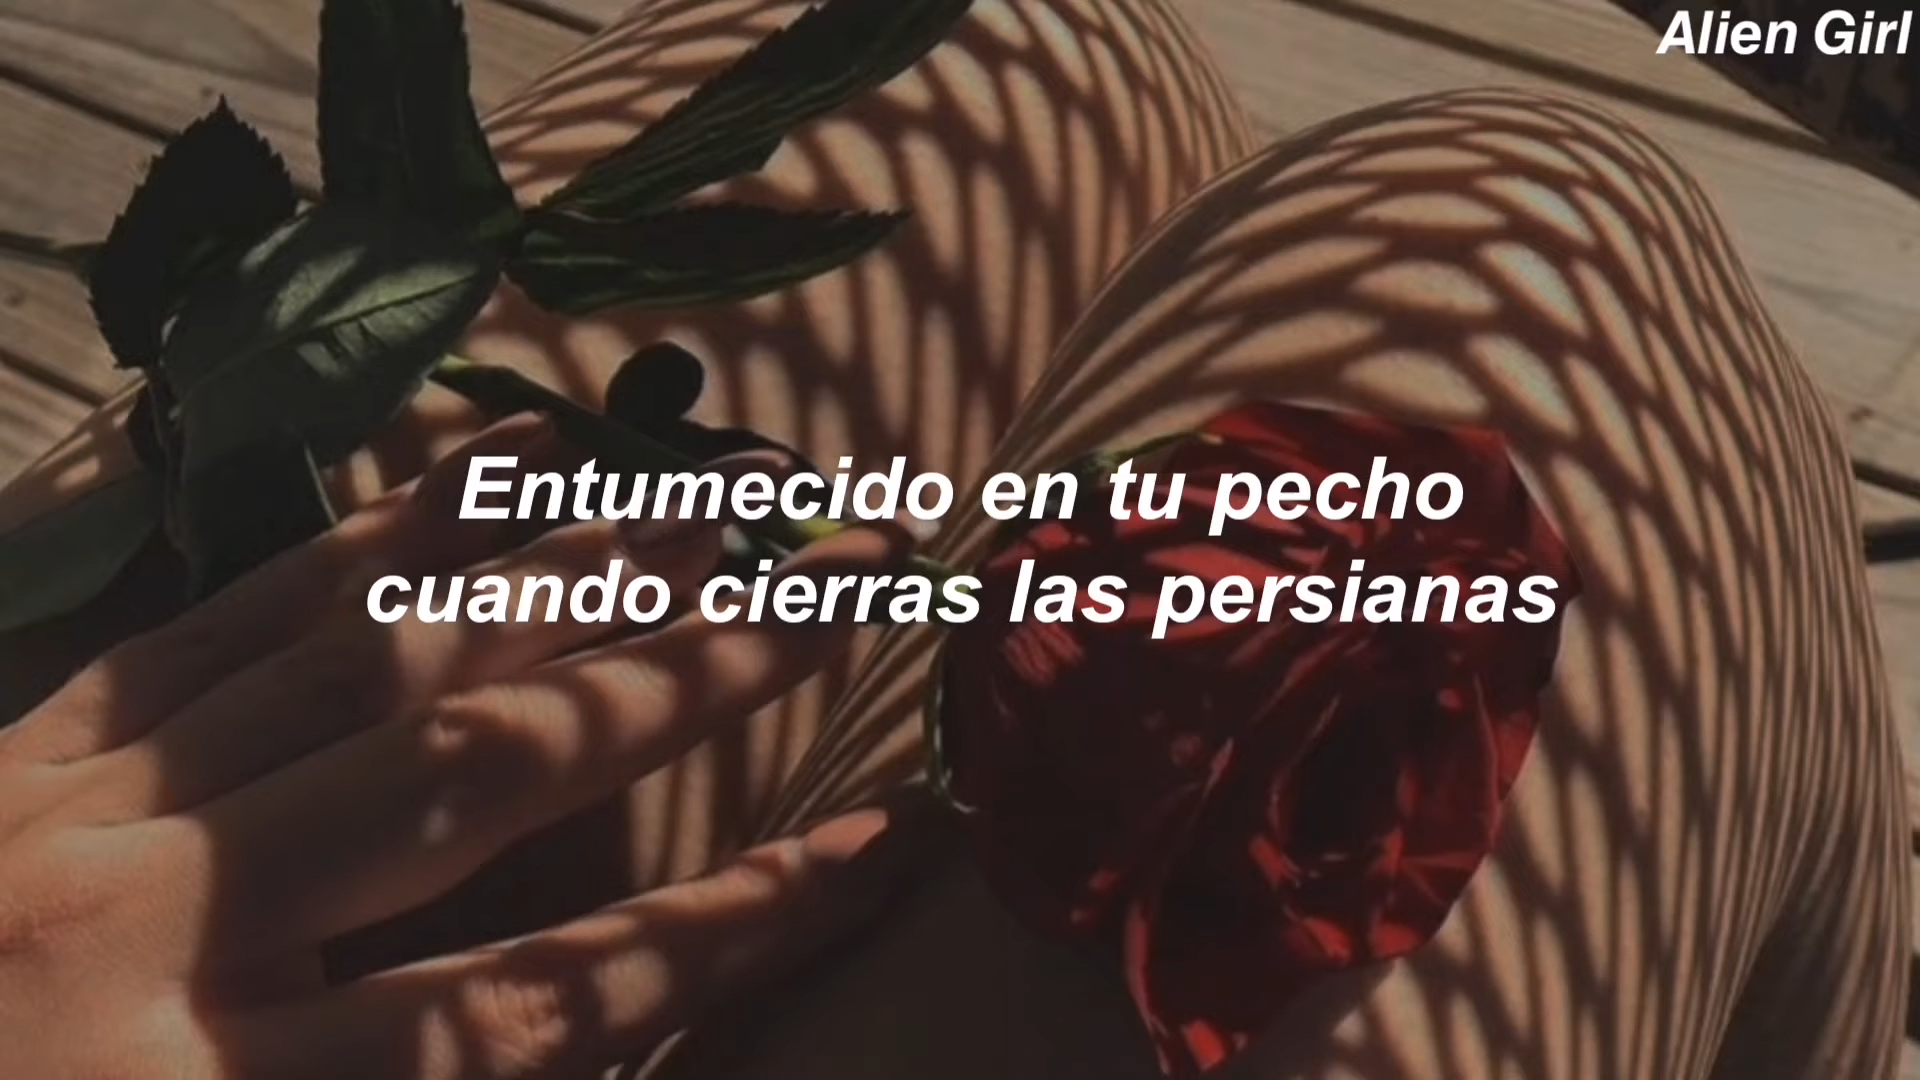 Alien Girl
Entumecido en tu pecho
cuando cierras las persianas